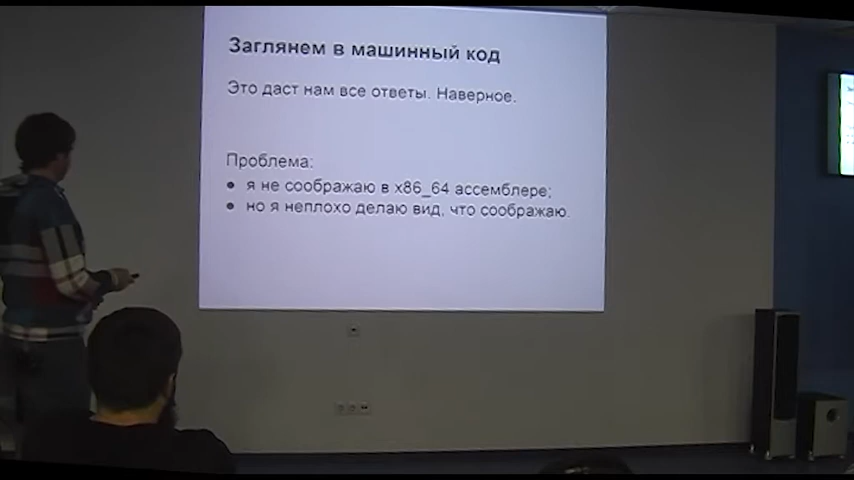 Заглянем в машинный код
Это даст нам все ответы. Наверное.
Проблема:
● я не соображаю в x86_64 ассемблере;
● но я неплохо делаю вид, что соображаю.